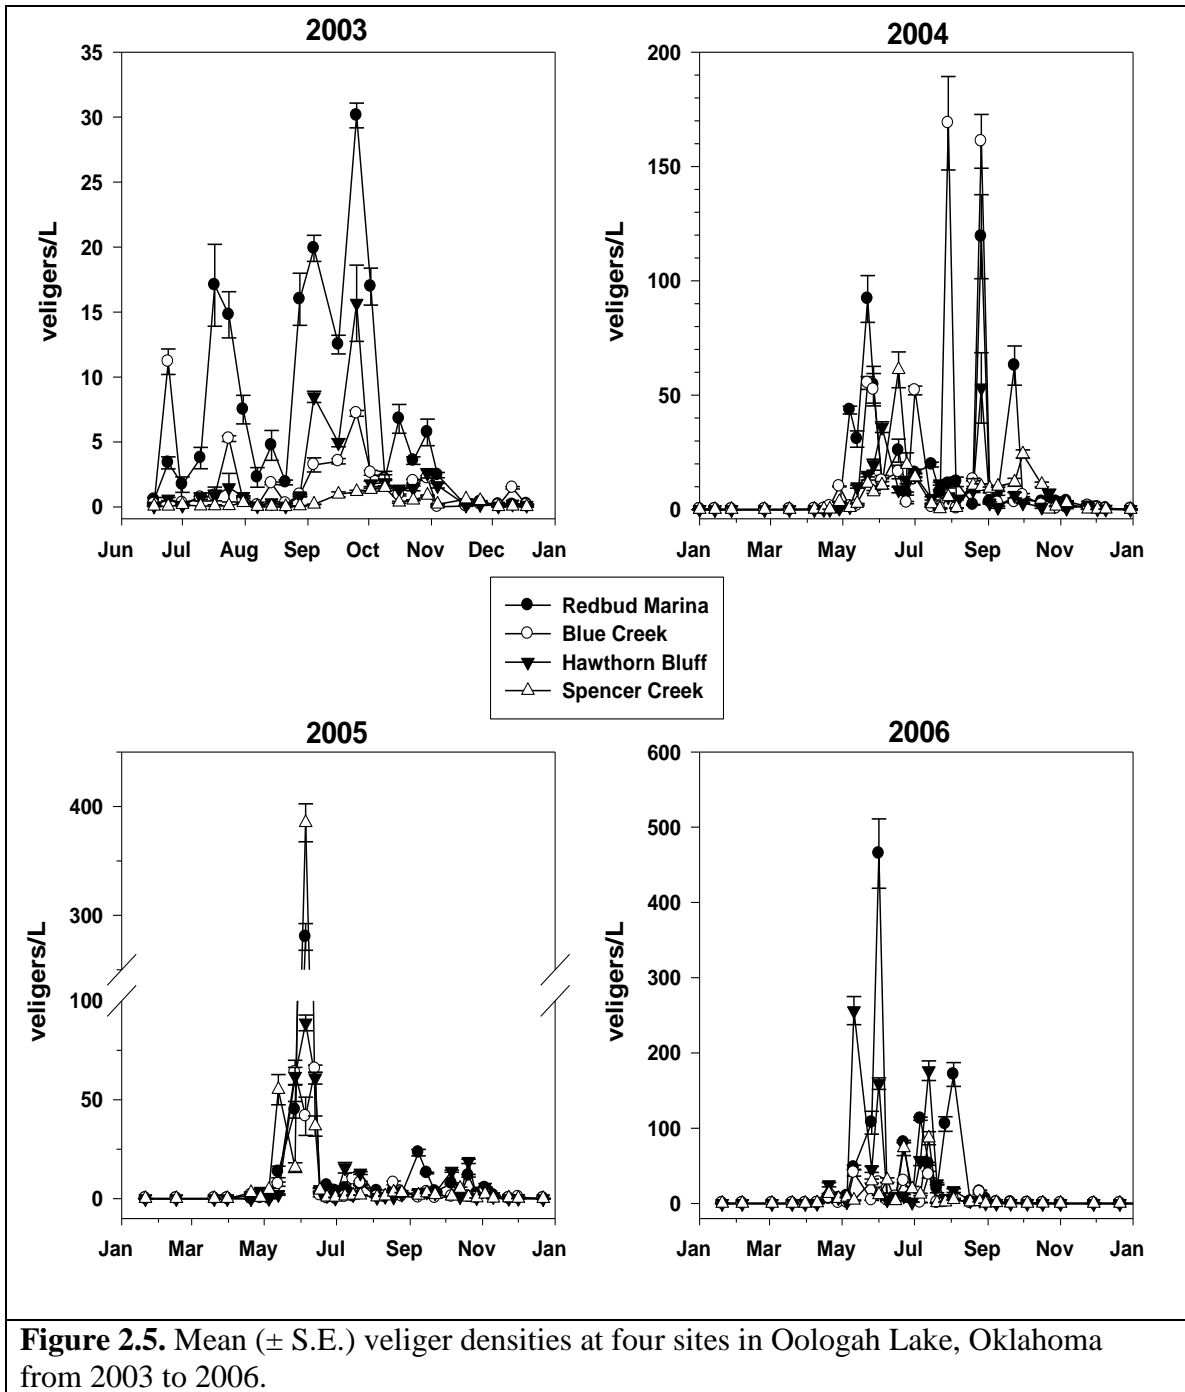 2003
35
30
25
20
15
10
5
0
veligers/L
Jun Jul Aug Sep Oct Nov Dec Jan
2004
200
150
100
50
0
veligers/L
Jan Mar May Jul Sep Nov Jan
Redbud Marina
Blue Creek
Hawthorn Bluff
Spencer Creek
2005
400
300
100
50
0
veligers/L
Jan Mar May Jul Sep Nov Jan
2006
600
500
400
300
200
100
0
veligers/L
Jan Mar May Jul Sep Nov Jan
Figure 2.5. Mean (± S.E.) veliger densities at four sites in Oologah Lake, Oklahoma
from 2003 to 2006.